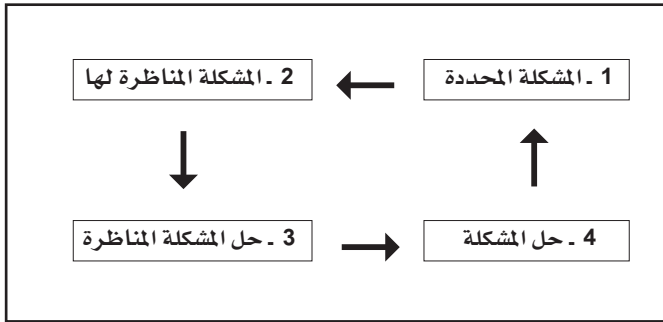 1 ـ المشكلة المحددة
2 ـ المشكلة المناظرة لها
3 ـ حل المشكلة المناظرة
4 ـ حل المشكلة